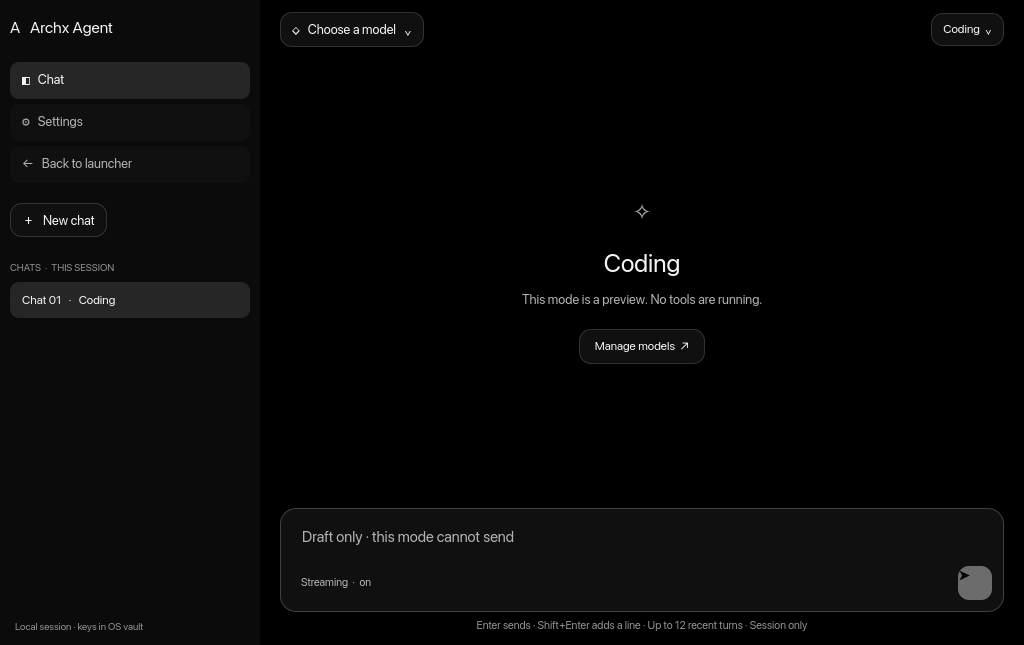 A Archx Agent
Chat
Settings
← Back to launcher
+ New chat
CHATS · THIS SESSION
Chat 01 · Coding
Local session · keys in OS vault
Choose a model
Coding
Coding
This mode is a preview. No tools are running.
Manage models ↗
Draft only · this mode cannot send
Streaming · on
Enter sends · Shift+Enter adds a line · Up to 12 recent turns · Session only